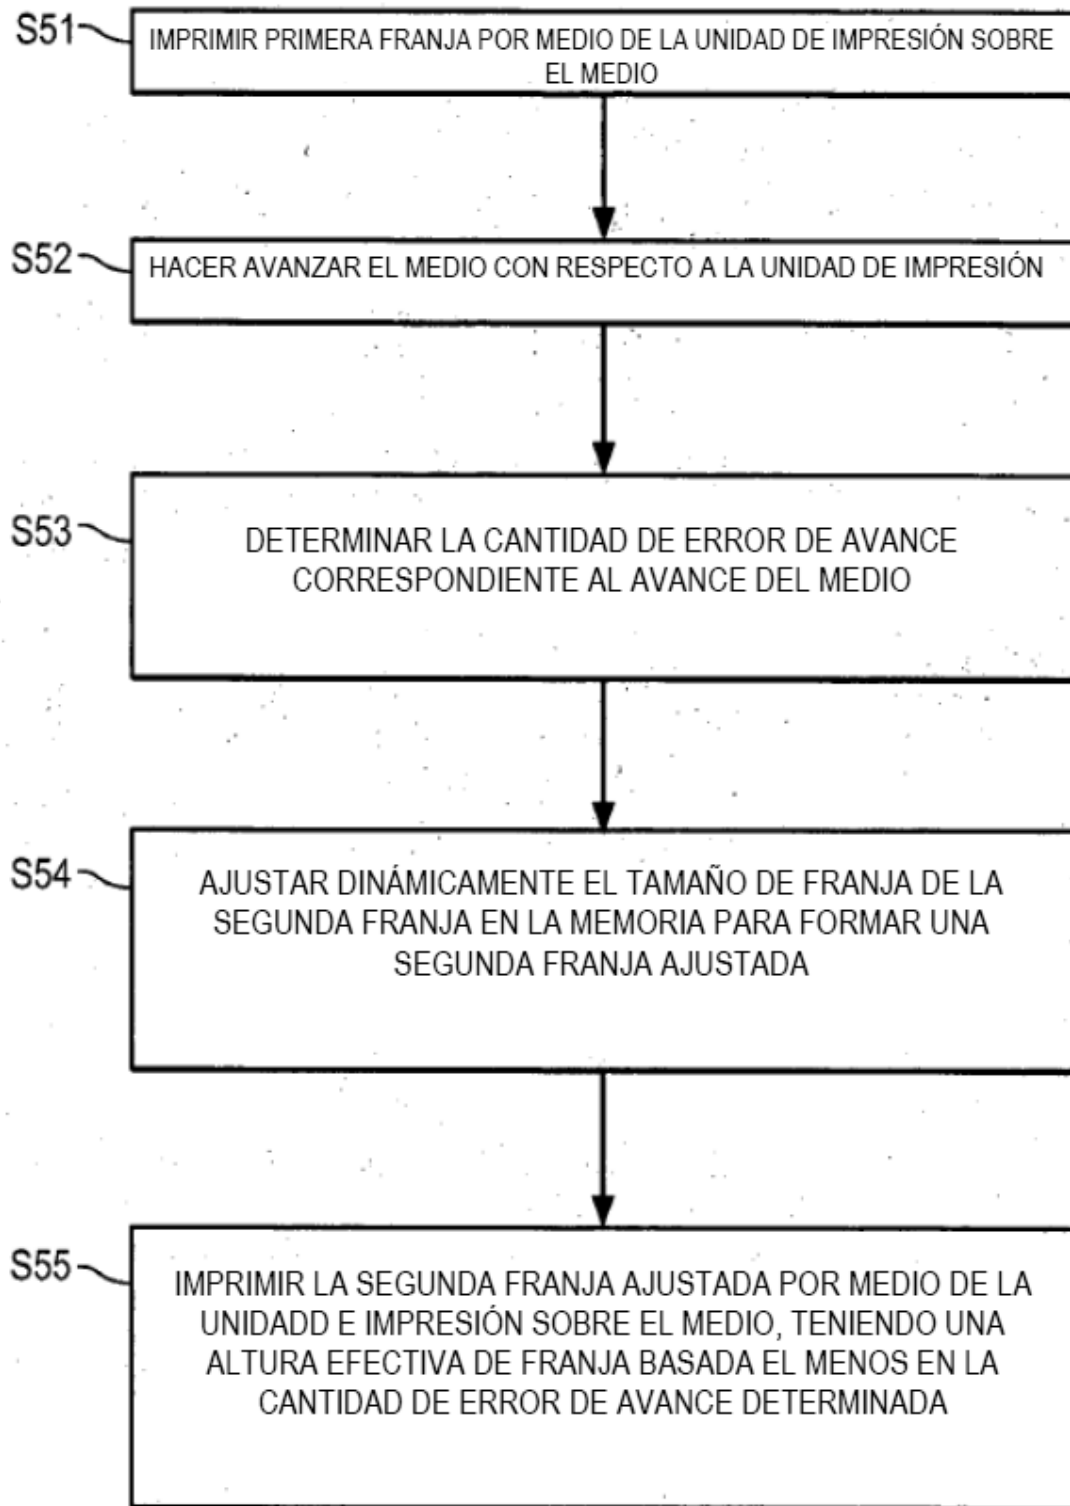 S51
IMPRIMIR PRIMERA FRANJA POR MEDIO DE LA UNIDAD DE IMPRESIÓN SOBRE
EL MEDIO
S52
HACER AVANZAR EL MEDIO CON RESPECTO A LA UNIDAD DE IMPRESIÓN
S53
DETERMINAR LA CANTIDAD DE ERROR DE AVANCE
CORRESPONDIENTE AL AVANCE DEL MEDIO
S54
AJUSTAR DINÁMICAMENTE EL TAMAÑO DE FRANJA DE LA
SEGUNDA FRANJA EN LA MEMORIA PARA FORMAR UNA
SEGUNDA FRANJA AJUSTADA
S55
IMPRIMIR LA SEGUNDA FRANJA AJUSTADA POR MEDIO DE LA
UNIDADD E IMPRESIÓN SOBRE EL MEDIO, TENIENDO UNA
ALTURA EFECTIVA DE FRANJA BASADA EL MENOS EN LA
CANTIDAD DE ERROR DE AVANCE DETERMINADA